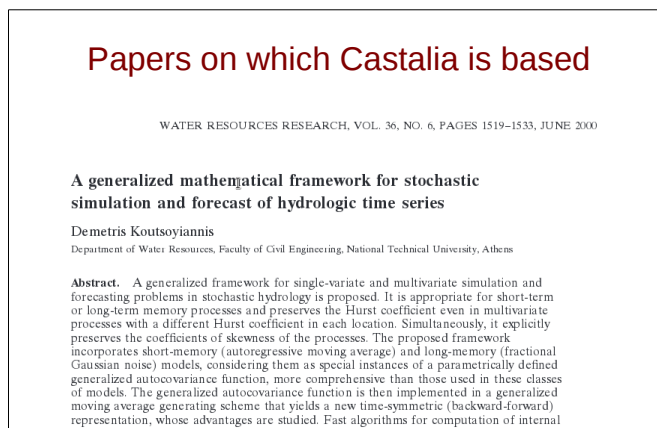 Papers on which Castalia is based
WATER RESOURCES RESEARCH, VOL. 36, NO. 6, PAGES 1519–1533, JUNE 2000
A generalized mathematical framework for stochastic
simulation and forecast of hydrologic time series
Demetris Koutsoyiannis
Department of Water Resources, Faculty of Civil Engineering, National Technical University, Athens
Abstract. A generalized framework for single-variate and multivariate simulation and
forecasting problems in stochastic hydrology is proposed. It is appropriate for short-term
or long-term memory processes and preserves the Hurst coefficient even in multivariate
processes with a different Hurst coefficient in each location. Simultaneously, it explicitly
preserves the coefficients of skewness of the processes. The proposed framework
incorporates short-memory (autoregressive moving average) and long-memory (fractional
Gaussian noise) models, considering them as special instances of a parametrically defined
generalized autocovariance function, more comprehensive than those used in these classes
of models. The generalized autocovariance function is then implemented in a generalized
moving average generating scheme that yields a new time-symmetric (backward-forward)
representation, whose advantages are studied. Fast algorithms for computation of internal